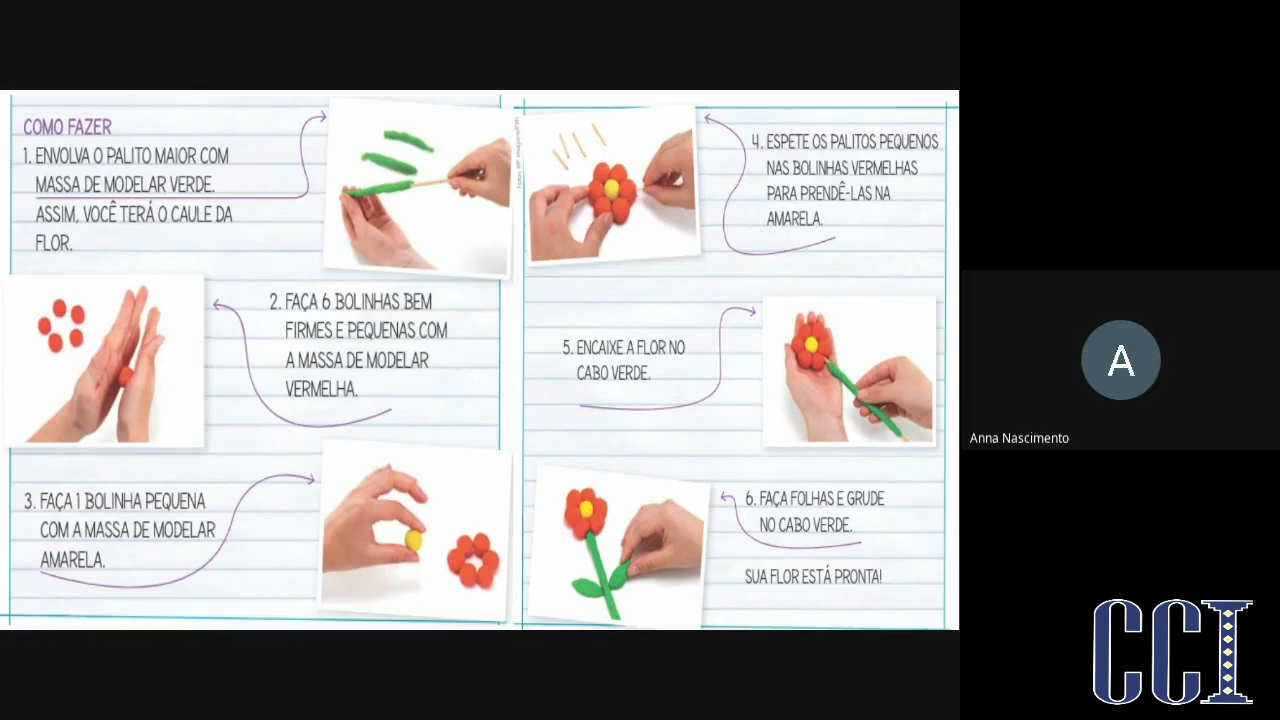 COMO FAZER
1. ENVOLVA O PALITO MAIOR COM
MASSA DE MODELAR VERDE.
ASSIM, VOCÊ TERÁ O CAULE DA
FLOR.
2. FAÇA 6 BOLINHAS BEM
FIRMES E PEQUENAS COM
A MASSA DE MODELAR
VERMELHA.
3. FAÇA 1 BOLINHA PEQUENA
COM A MASSA DE MODELAR
AMARELA.
4. ESPETE OS PALITOS PEQUENOS
NAS BOLINHAS VERMELHAS
PARA PRENDÊ-LAS NA
AMARELA.
5. ENCAIXE A FLOR NO
CABO VERDE.
6. FAÇA FOLHAS E GRUDE
NO CABO VERDE.
SUA FLOR ESTÁ PRONTA!
A
Anna Nascimento
CCI